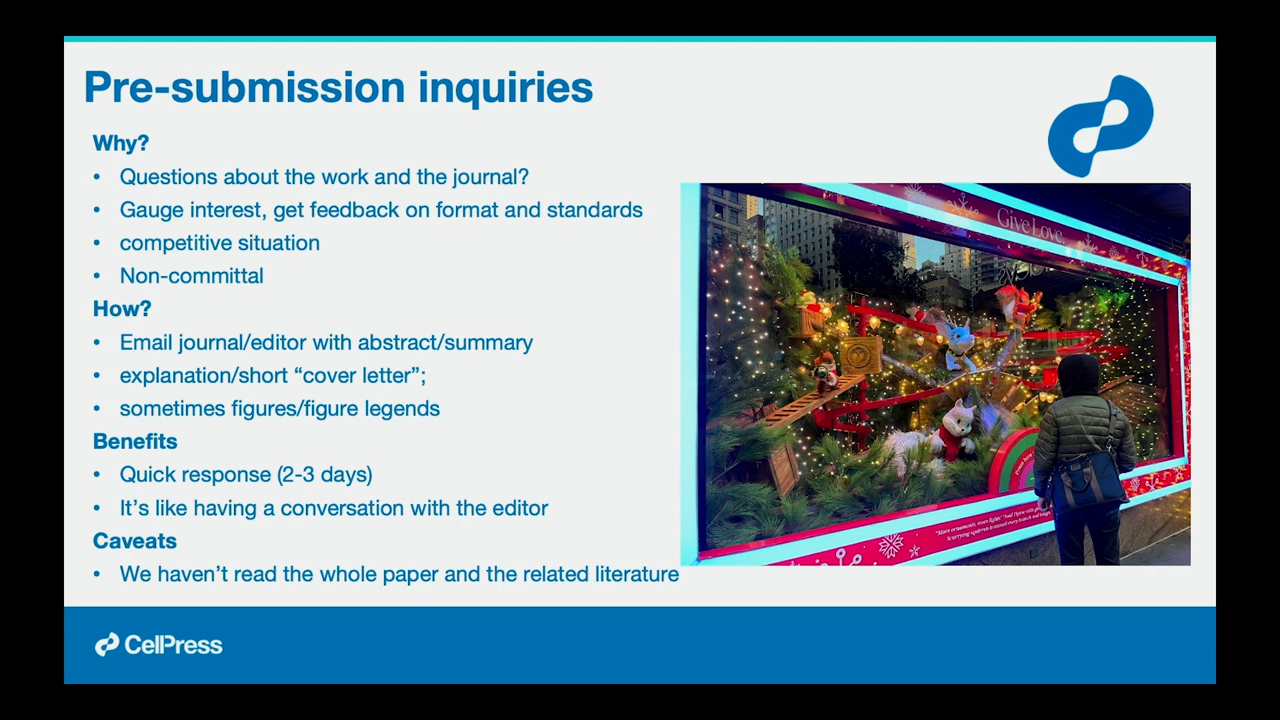 Pre-submission inquiries
Why?
• Questions about the work and the journal?
• Gauge interest, get feedback on format and standards
• competitive situation
• Non-committal
How?
• Email journal/editor with abstract/summary
• explanation/short “cover letter”;
• sometimes figures/figure legends
Benefits
• Quick response (2-3 days)
• It’s like having a conversation with the editor
Caveats
• We haven’t read the whole paper and the related literature
Give Love.
CellPress